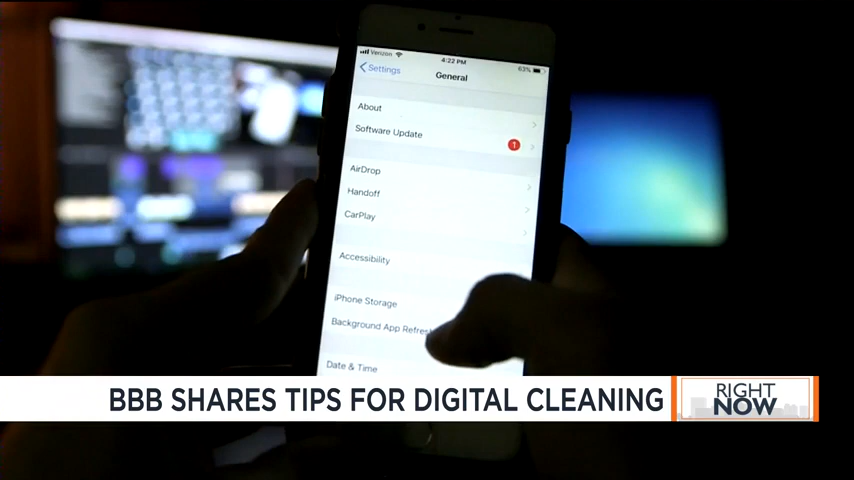 Verizon
4:22 PM
63%
Settings
General
About
Software Update
1
AirDrop
Handoff
CarPlay
Accessibility
iPhone Storage
Background App Refres
Date & Time
BBB SHARES TIPS FOR DIGITAL CLEANING
RIGHT
NOW